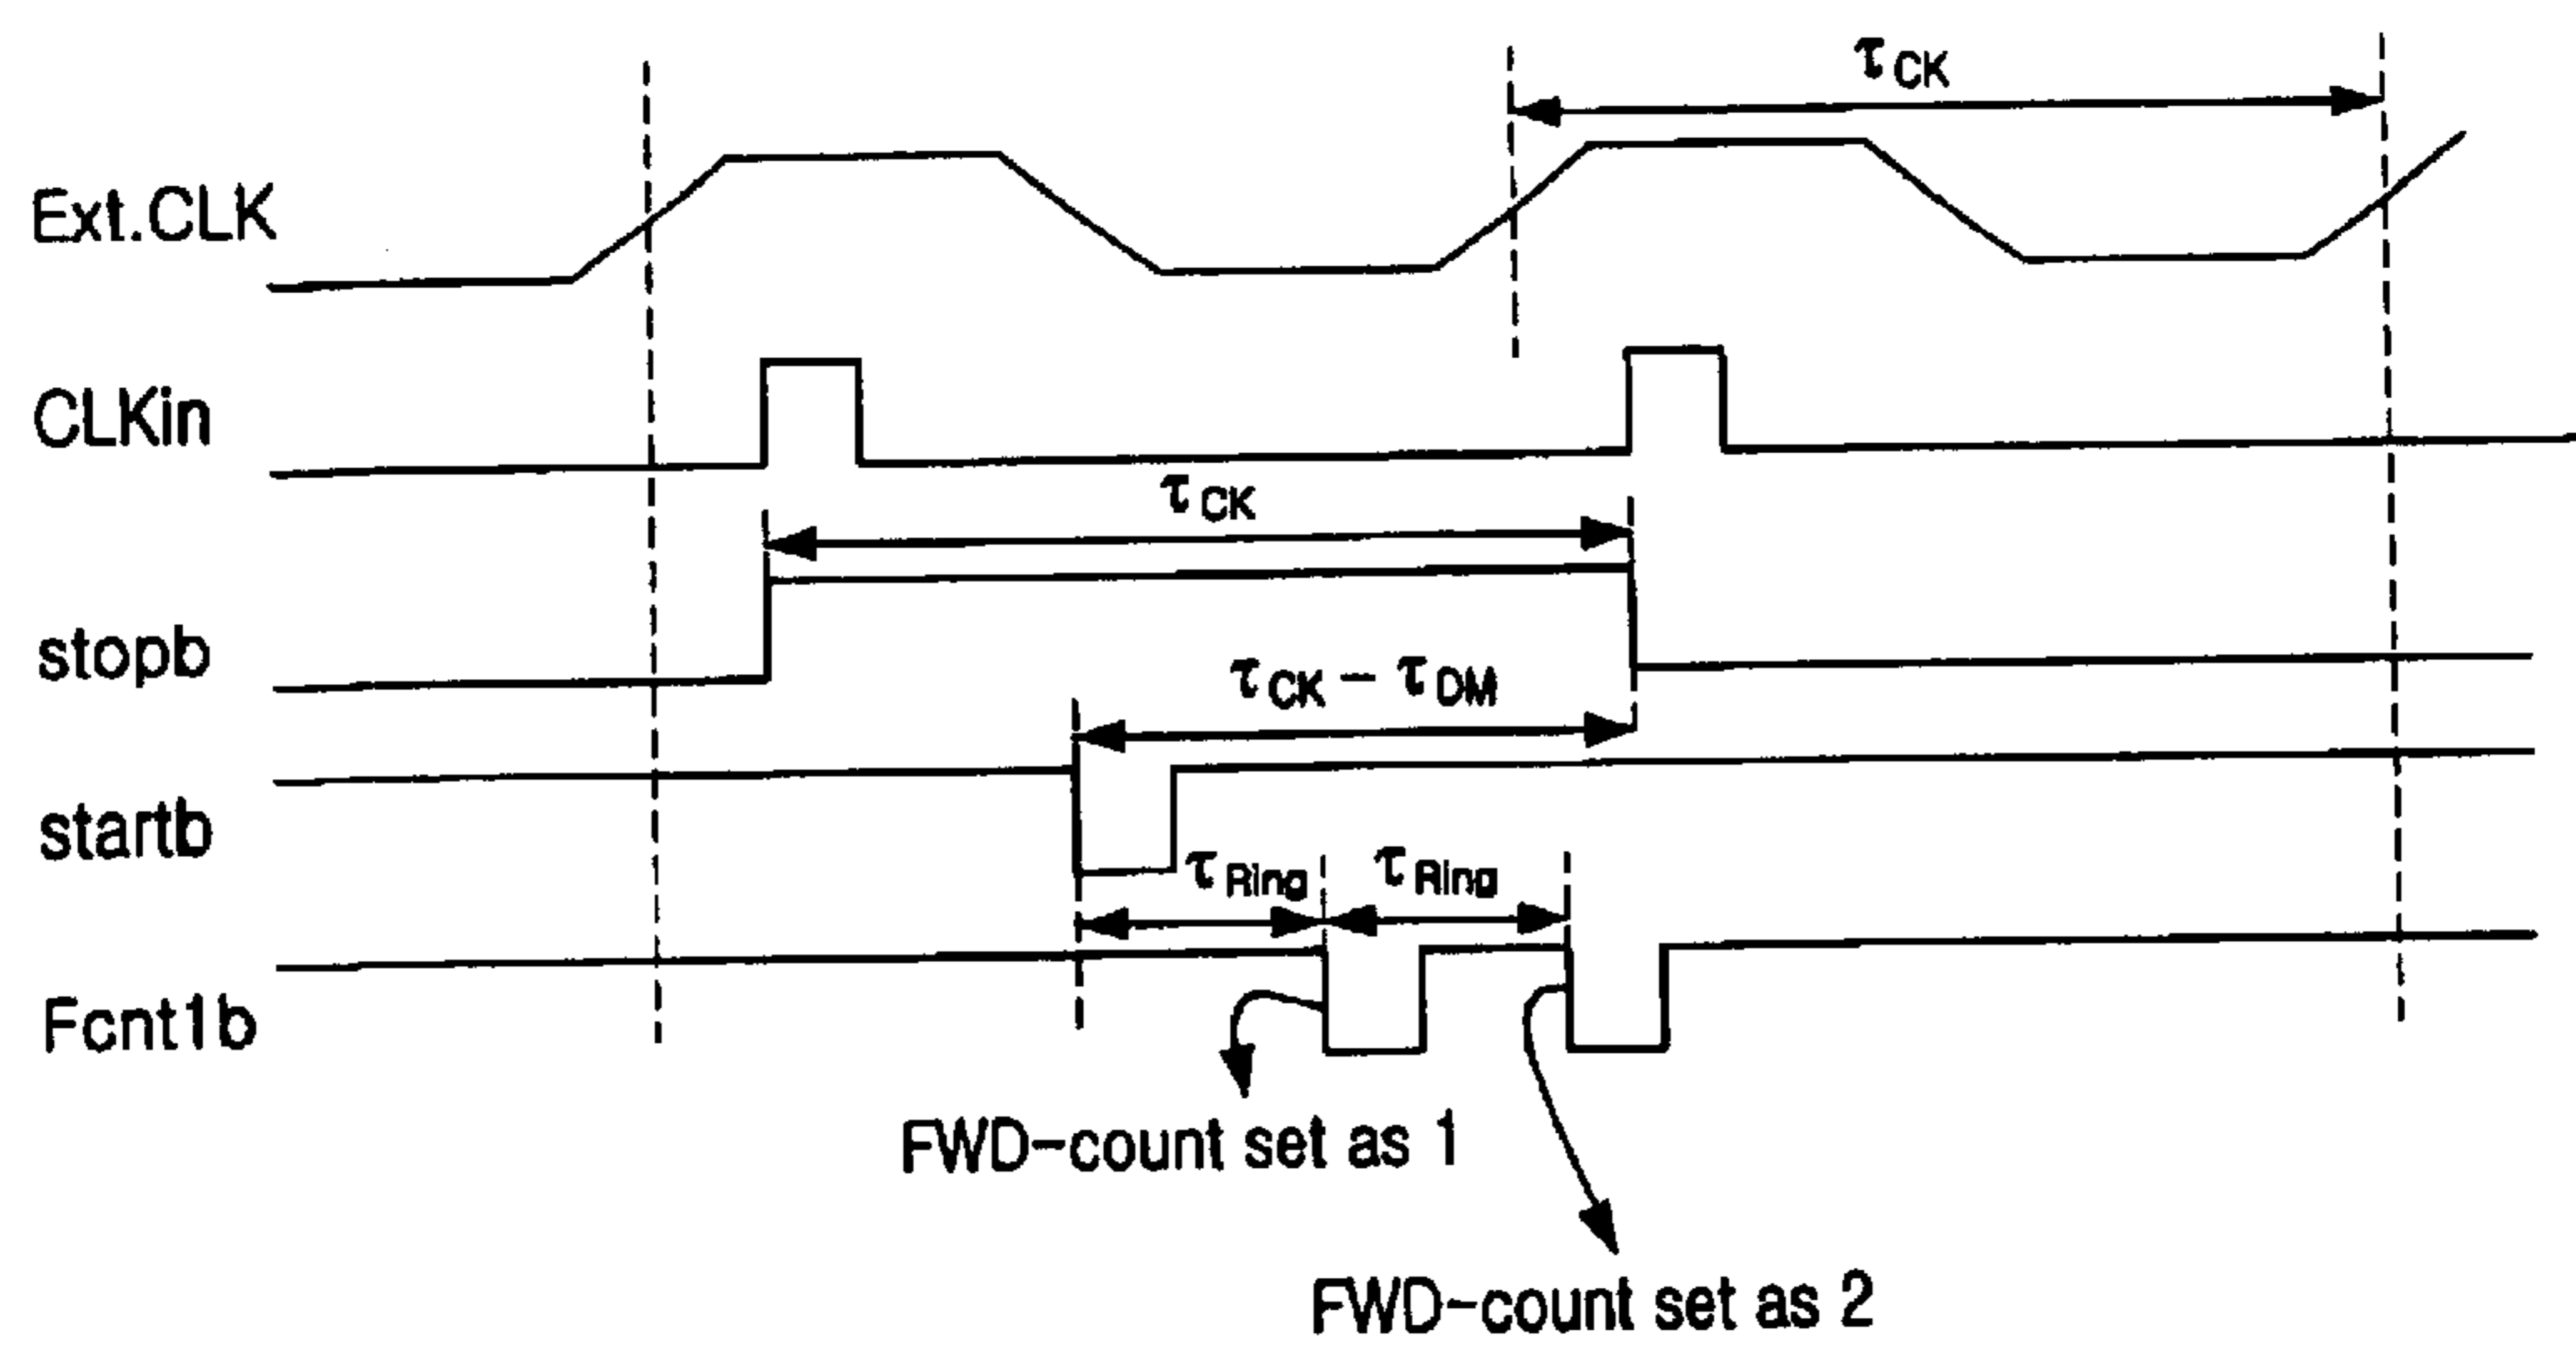 τCK
Ext.CLK
CLKin
τCK
stopb
τCK − τDM
startb
τRing τRing
Fcnt1b
FWD-count set as 1
FWD-count set as 2